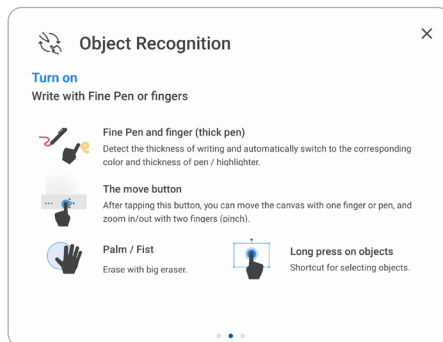 Object Recognition
Turn on
Write with Fine Pen or fingers
Fine Pen and finger (thick pen)
Detect the thickness of writing and automatically switch to the corresponding
color and thickness of pen / highlighter.
The move button
After tapping this button, you can move the canvas with one finger or pen, and
zoom in/out with two fingers (pinch).
Palm / Fist
Erase with big eraser.
Long press on objects
Shortcut for selecting objects.